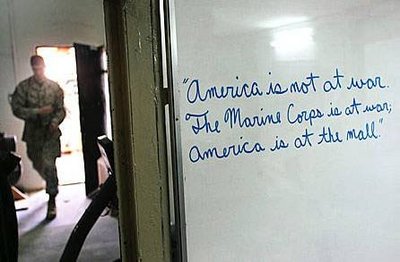 "America is not at war.
The Marine Corps is at war;
America is at the mall."